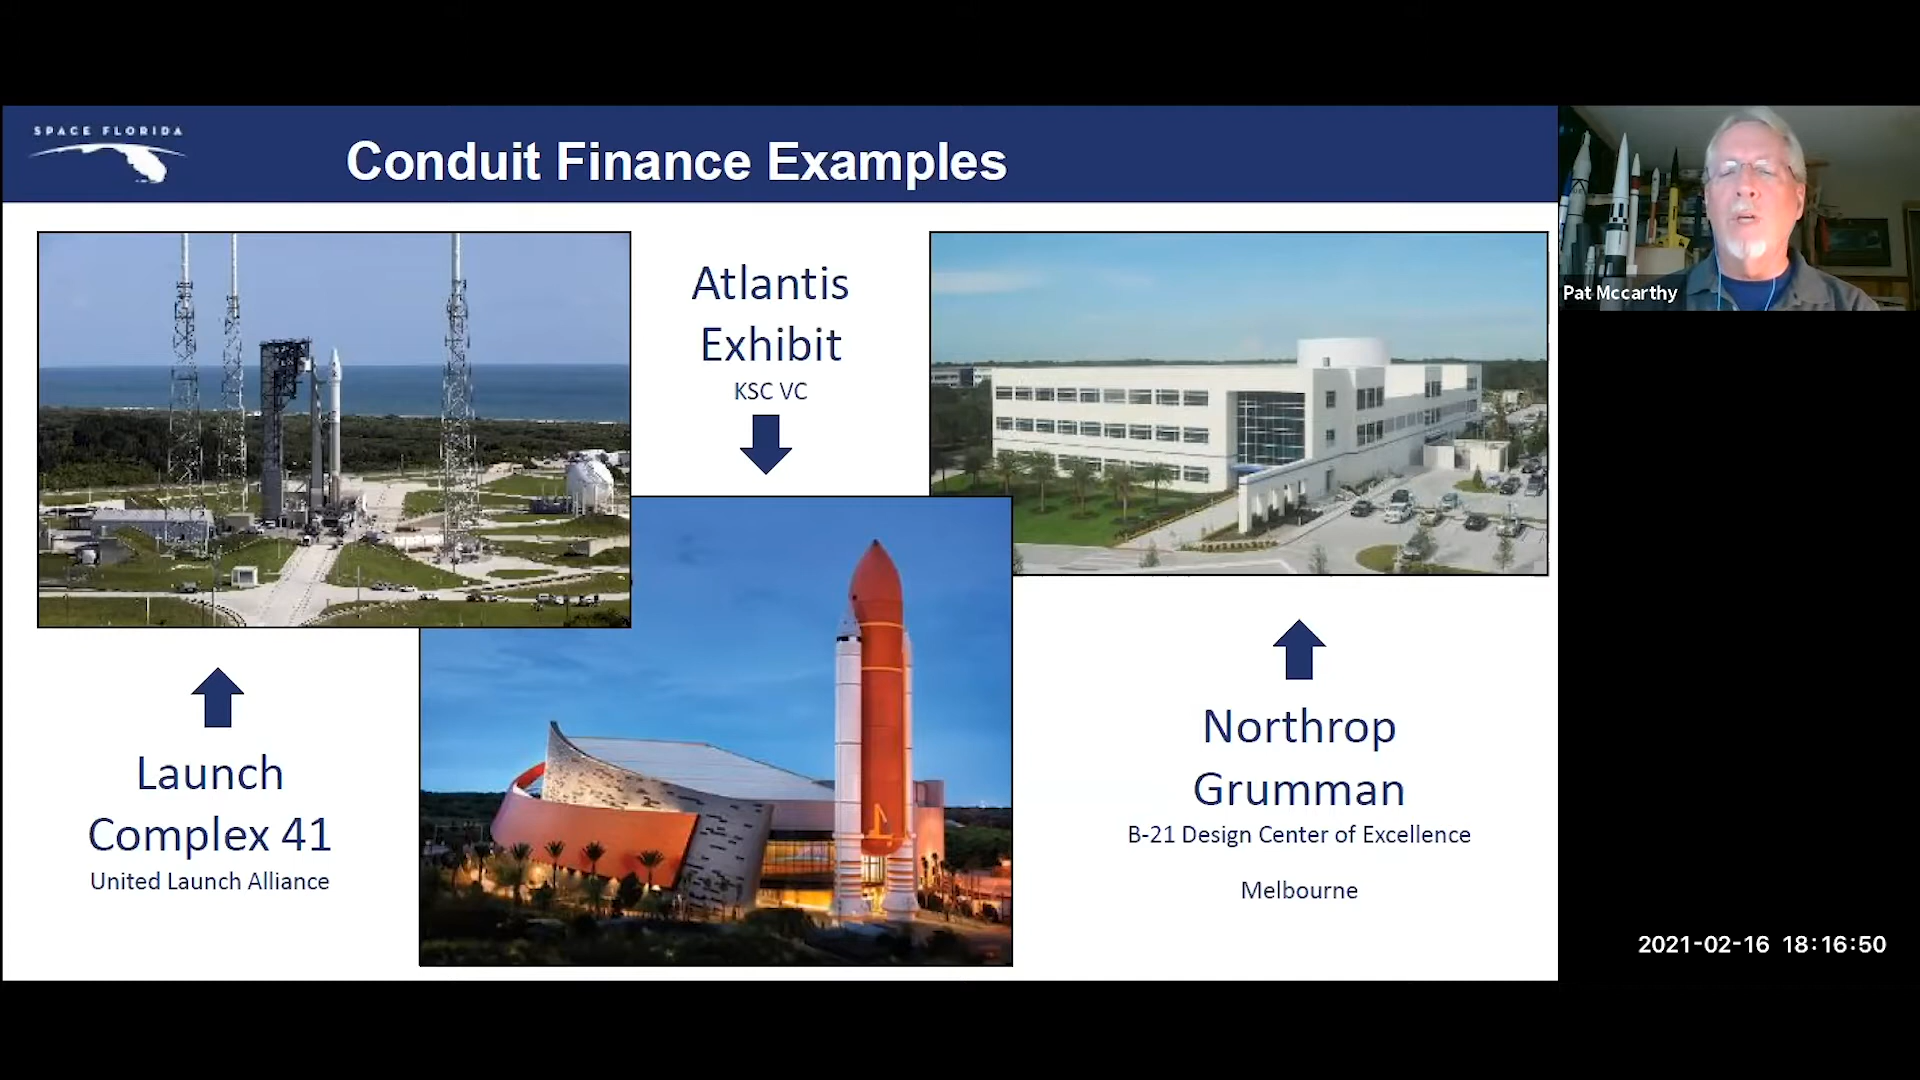 SPACE FLORIDA
Conduit Finance Examples
Atlantis
Exhibit
KSC VC
Launch
Complex 41
United Launch Alliance
Northrop
Grumman
B-21 Design Center of Excellence
Melbourne
Pat Mccarthy
2021-02-16 18:16:50